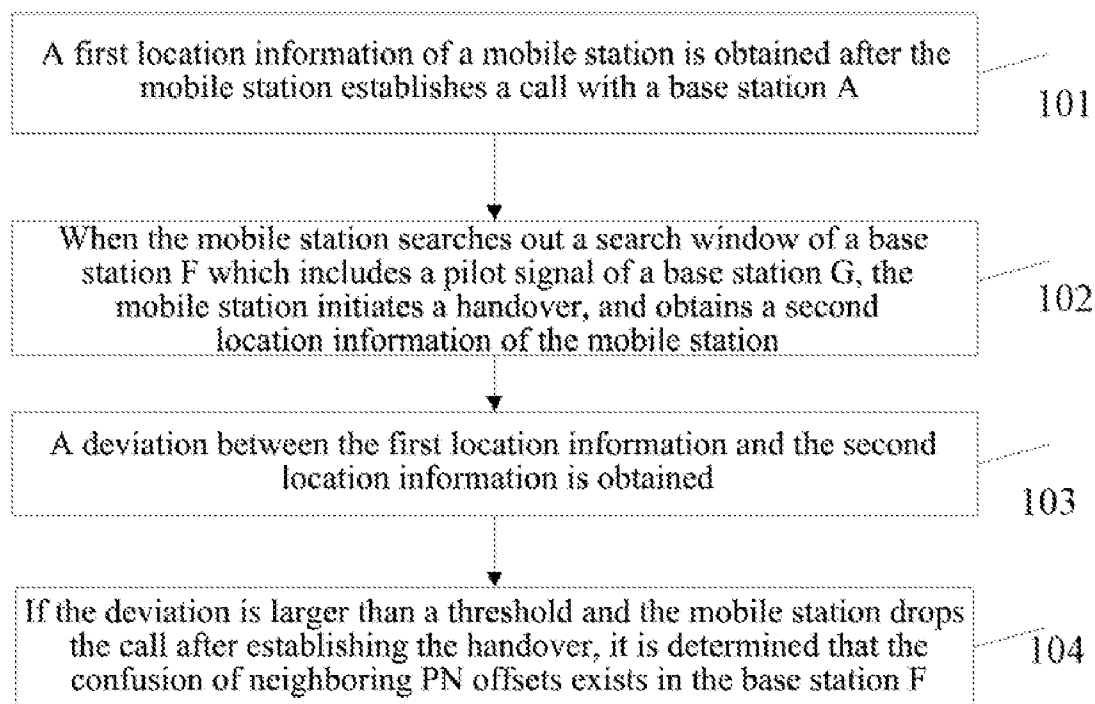 A first location information of a mobile station is obtained after the
mobile station establishes a call with a base station A
101
When the mobile station searches out a search window of a base
station F which includes a pilot signal of a base station G, the
mobile station initiates a handover, and obtains a second
location information of the mobile station
102
A deviation between the first location information and the second
location information is obtained
103
If the deviation is larger than a threshold and the mobile station drops
the call after establishing the handover, it is determined that the
confusion of neighboring PN offsets exists in the base station F
104